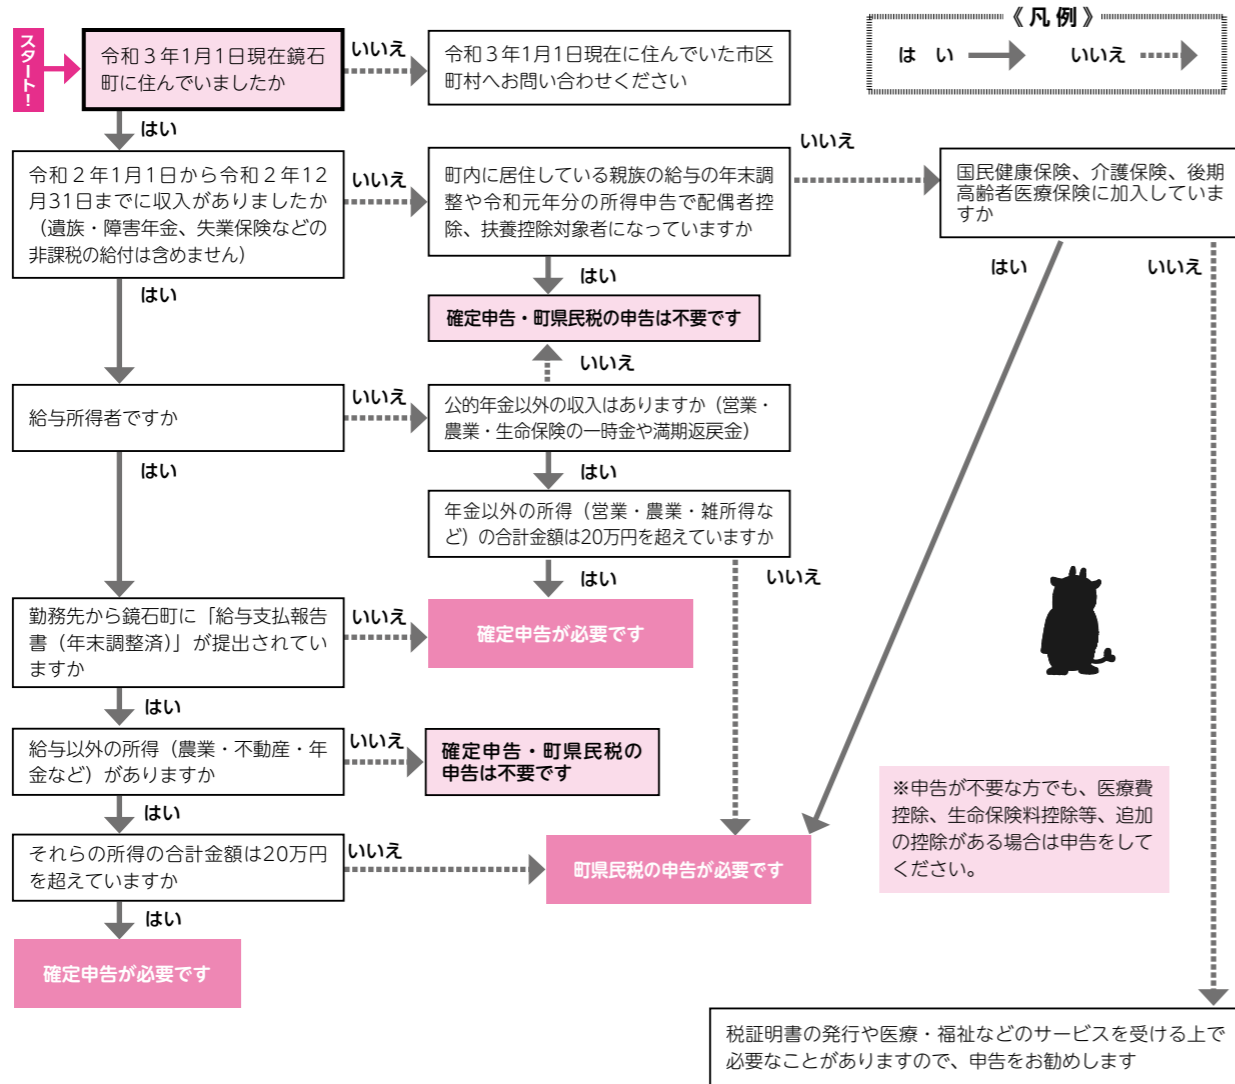 スタート！
令和３年1月1日現在鏡石
町に住んでいましたか
いいえ
令和３年1月1日現在に住んでいた市区
町村へお問い合わせください
《 凡 例 》
は い
いいえ
はい
令和２年1月1日から令和２年12
月31日までに収入がありましたか
（遺族・障害年金、失業保険などの
非課税の給付は含めません）
いいえ
町内に居住している親族の給与の年末調
整や令和元年分の所得申告で配偶者控
除、扶養控除対象者になっていますか
いいえ
国民健康保険、介護保険、後期
高齢者医療保険に加入していま
すか
はい
はい
はい
いいえ
確定申告・町県民税の申告は不要です
いいえ
給与所得者ですか
いいえ
公的年金以外の収入はありますか（営業・
農業・生命保険の一時金や満期返戻金）
はい
はい
年金以外の所得（営業・農業・雑所得な
ど）の合計金額は20万円を超えていますか
はい
いいえ
勤務先から鏡石町に「給与支払報告
書（年末調整済）」が提出されてい
ますか
いいえ
確定申告が必要です
はい
給与以外の所得（農業・不動産・年
金など）がありますか
いいえ
確定申告・町県民税の
申告は不要です
はい
※申告が不要な方でも、医療費
控除、生命保険料控除等、追加
の控除がある場合は申告をして
ください。
それらの所得の合計金額は20万円
を超えていますか
いいえ
町県民税の申告が必要です
はい
確定申告が必要です
税証明書の発行や医療・福祉などのサービスを受ける上で
必要なことがありますので、申告をお勧めします